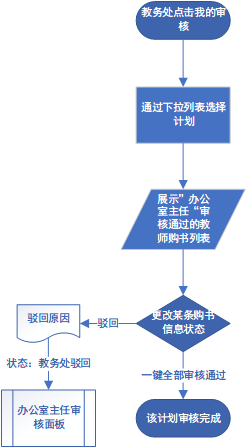 教务处点击我的审
核
通过下拉列表选择
计划
展示”办公
室主任“审
核通过的教
师购书列表
更改某条购书
信息状态
驳回
驳回原因
状态：教务处驳回
办公室主任审
核面板
一键全部审核通过
该计划审核完成